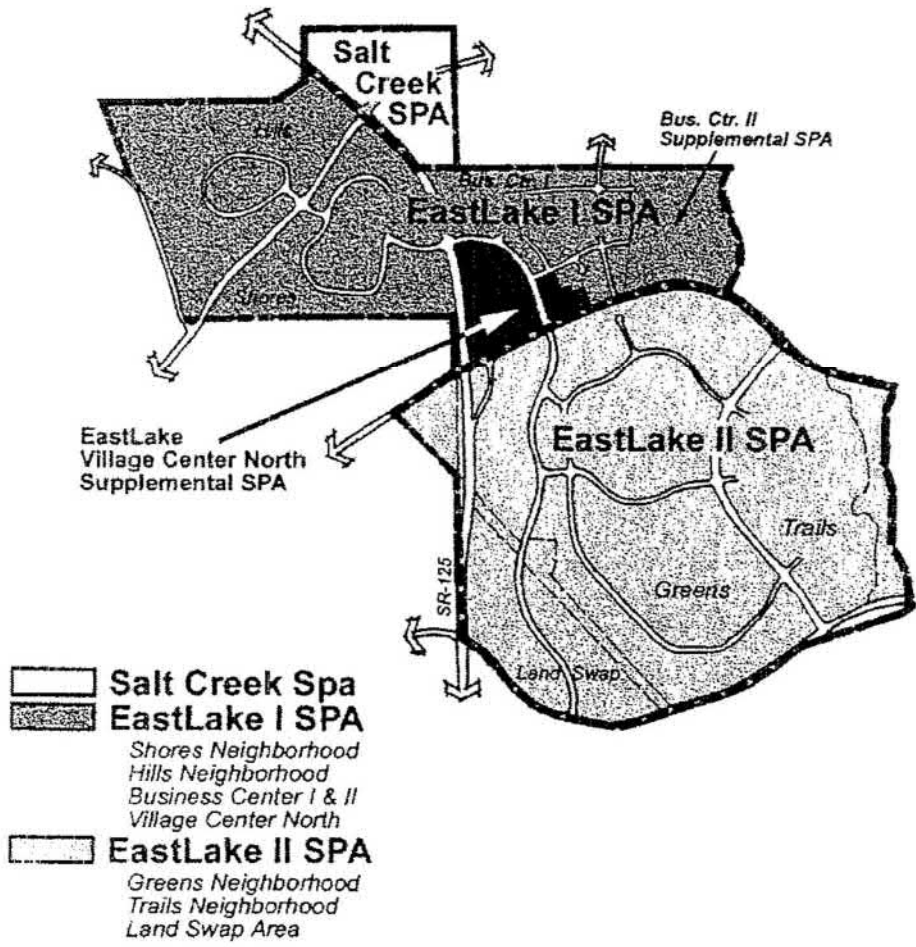 Salt
Creek
SPA
Hills
Bus. Ctr. II
Supplemental SPA
Bus. Ctr. I
EastLake I SPA
Shores
EastLake
Village Center North
Supplemental SPA
EastLake II SPA
Trails
Greens
SR-125
Land Swap
Salt Creek Spa
EastLake I SPA
Shores Neighborhood
Hills Neighborhood
Business Center I & II
Village Center North
EastLake II SPA
Greens Neighborhood
Trails Neighborhood
Land Swap Area